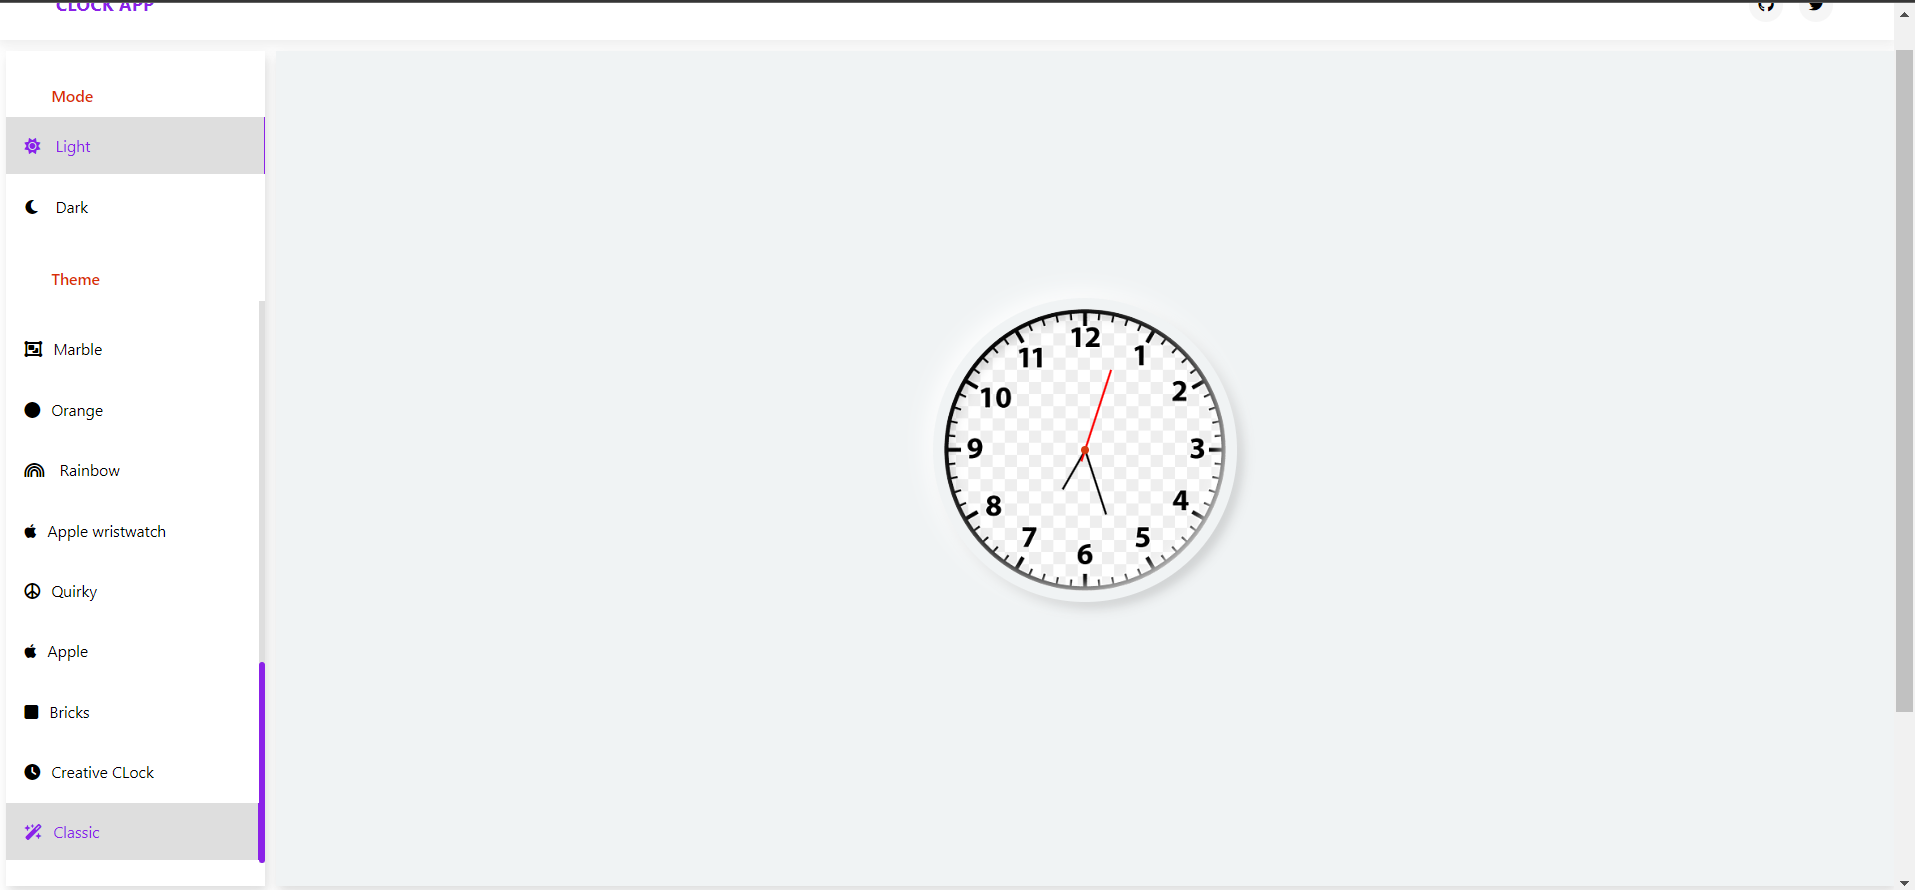 CLOCK APP
Mode
Light
Dark
Theme
Marble
Orange
Rainbow
Apple wristwatch
Quirky
Apple
Bricks
Creative CLock
Classic
12
1
2
3
4
5
6
7
8
9
10
11